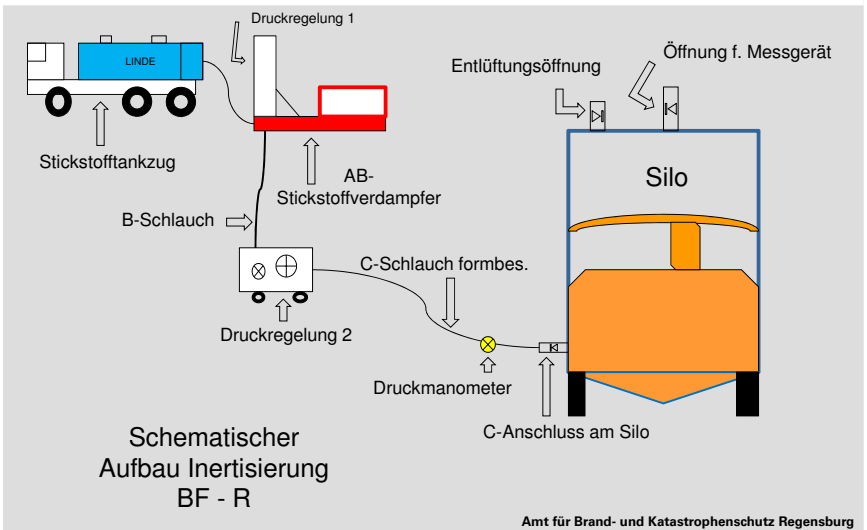 Druckregelung 1
LINDE
Entlüftungsöffnung
Öffnung f. Messgerät
Stickstofftankzug
AB-
Stickstoffverdampfer
Silo
B-Schlauch
C-Schlauch formbes.
Druckregelung 2
Druckmanometer
C-Anschluss am Silo
Schematischer
Aufbau Inertisierung
BF - R
Amt für Brand- und Katastrophenschutz Regensburg